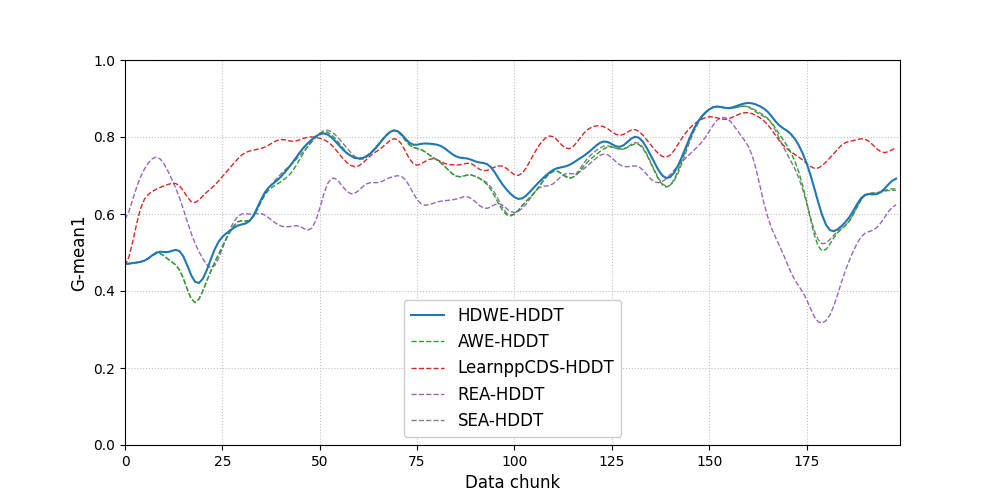 1.0
0.8
0.6
0.4
0.2
0.0
G-mean1
HDWE-HDDT
AWE-HDDT
LearnppCDS-HDDT
REA-HDDT
SEA-HDDT
0 25 50 75 100 125 150 175
Data chunk